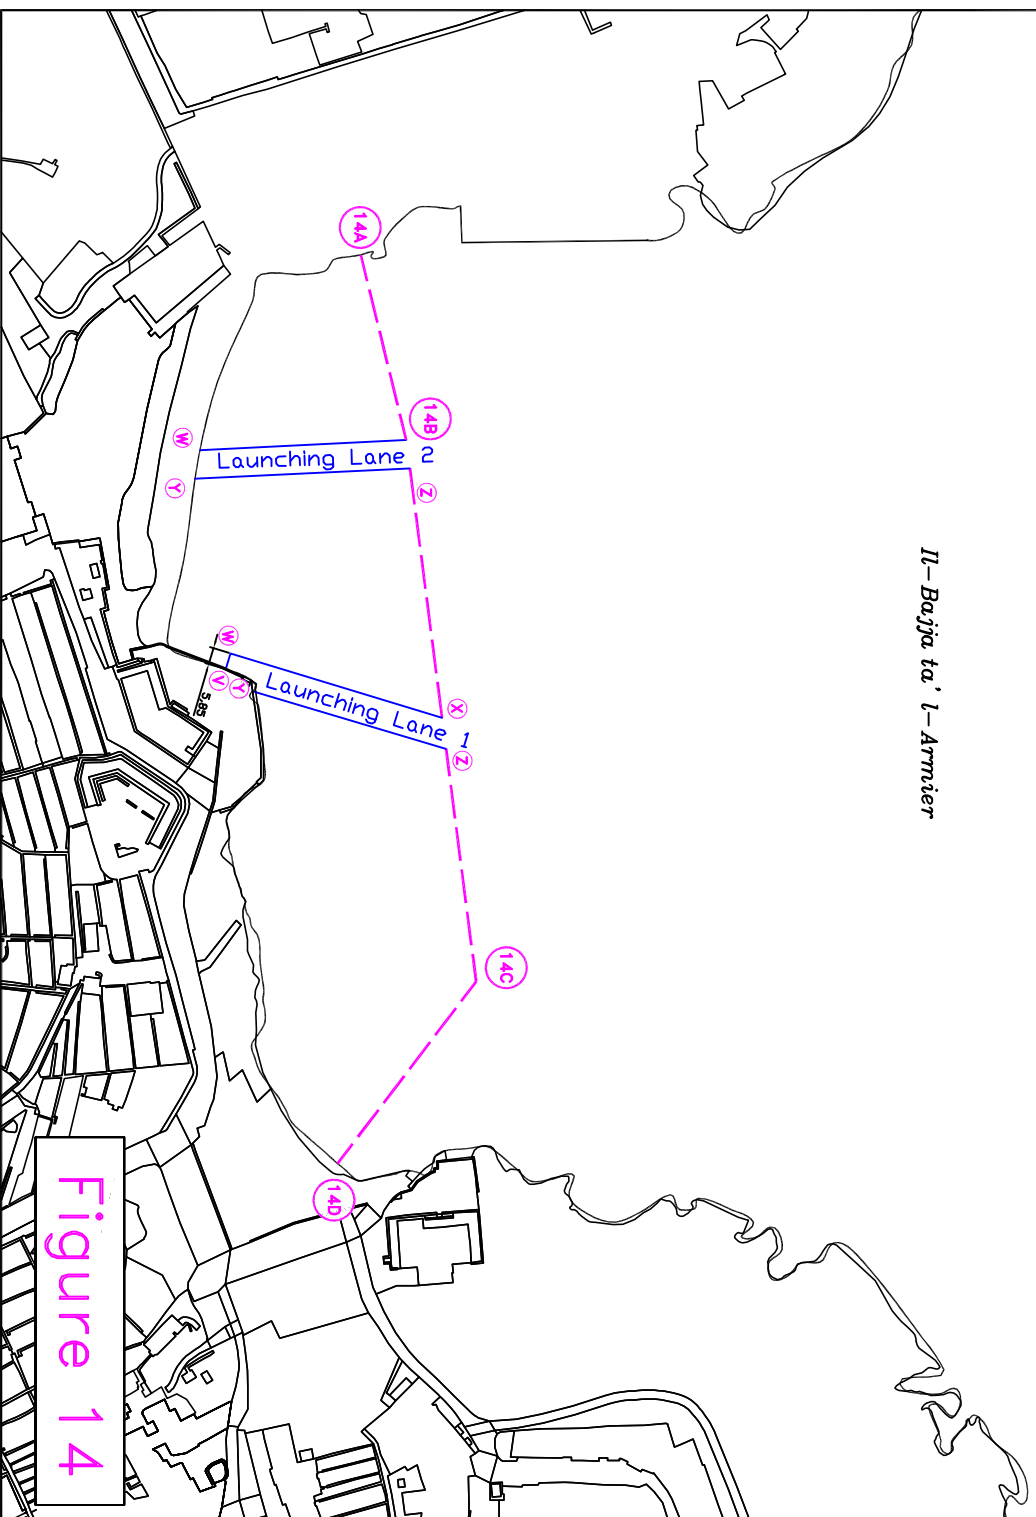 Il-Bajja ta' l-Armier
14A
14B
14C
14D
W
Launching Lane 2
Y
Z
W
V
Y
5.85
Launching Lane 1
X
Z
Figure 14